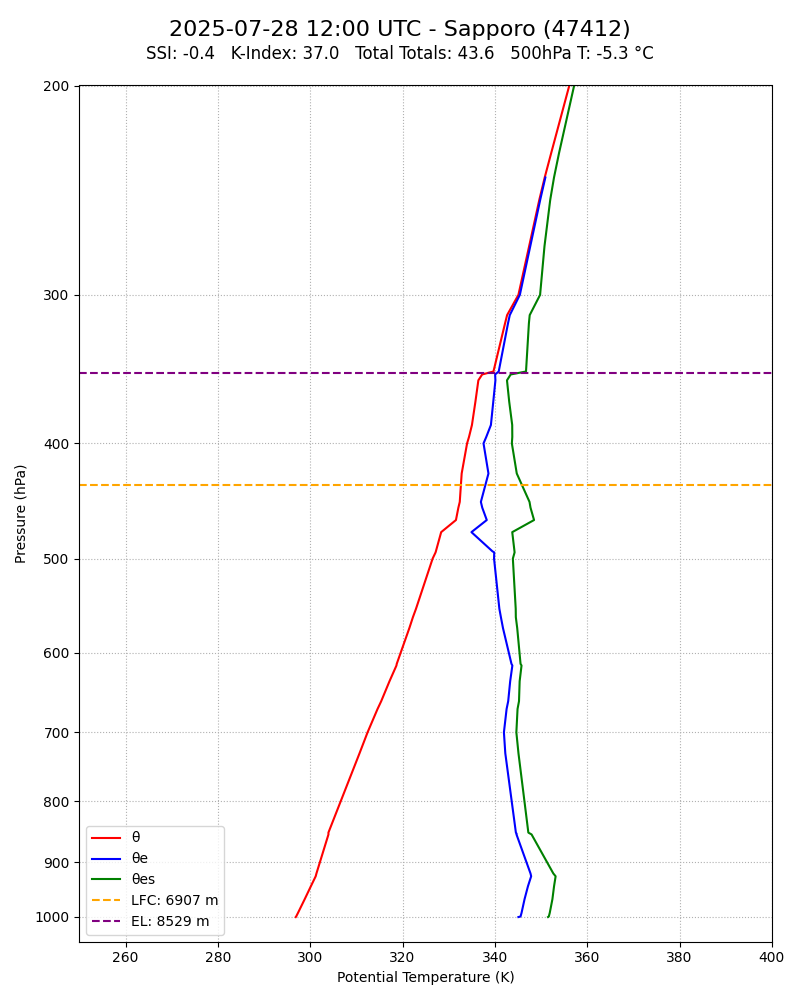 2025-07-28 12:00 UTC - Sapporo (47412)
SSI: -0.4   K-Index: 37.0   Total Totals: 43.6   500hPa T: -5.3 °C
200
300
400
500
600
700
800
900
1000
Pressure (hPa)
θ
θe
θes
LFC: 6907 m
EL: 8529 m
260 280 300 320 340 360 380 400
Potential Temperature (K)